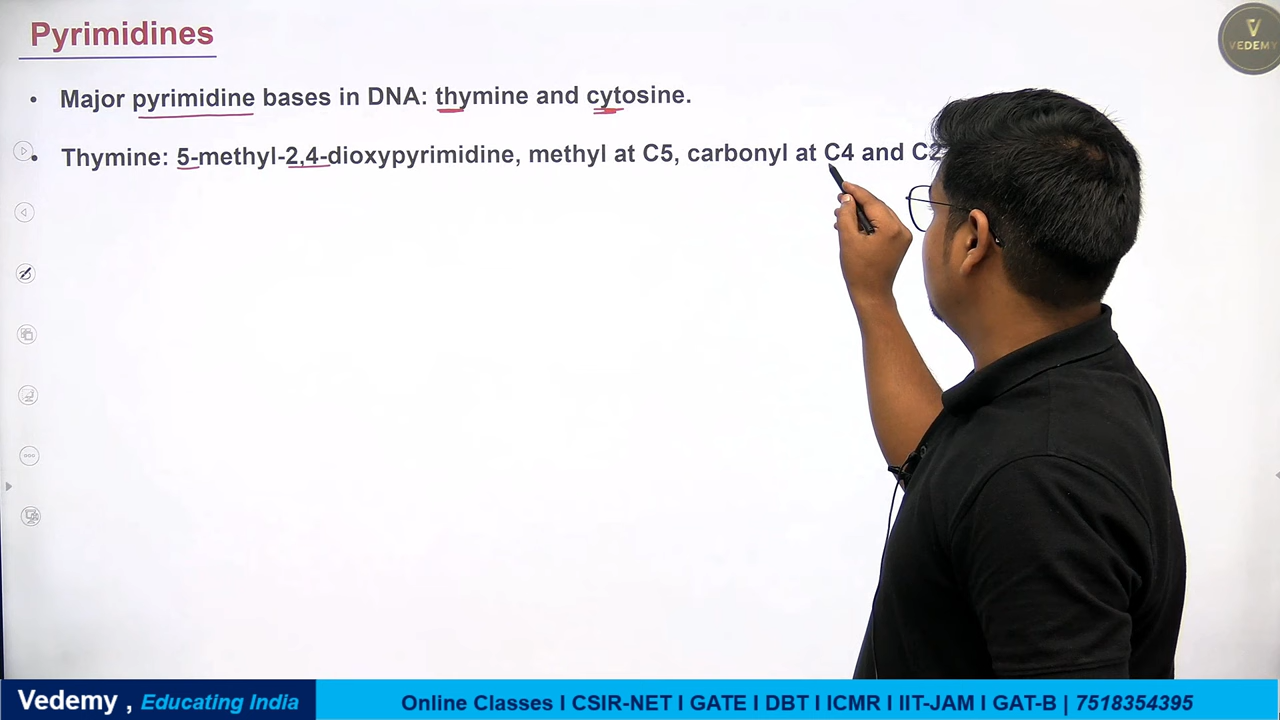 Pyrimidines
VEDEMY
• Major pyrimidine bases in DNA: thymine and cytosine.
• Thymine: 5-methyl-2,4-dioxypyrimidine, methyl at C5, carbonyl at C4 and C2
Vedemy , Educating India
Online Classes I CSIR-NET I GATE I DBT I ICMR I IIT-JAM I GAT-B | 7518354395